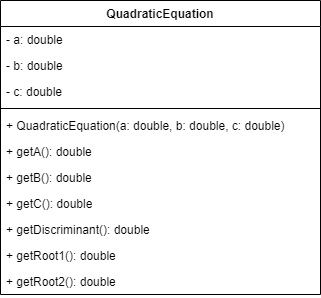 QuadraticEquation
- a: double
- b: double
- c: double
+ QuadraticEquation(a: double, b: double, c: double)
+ getA(): double
+ getB(): double
+ getC(): double
+ getDiscriminant(): double
+ getRoot1(): double
+ getRoot2(): double